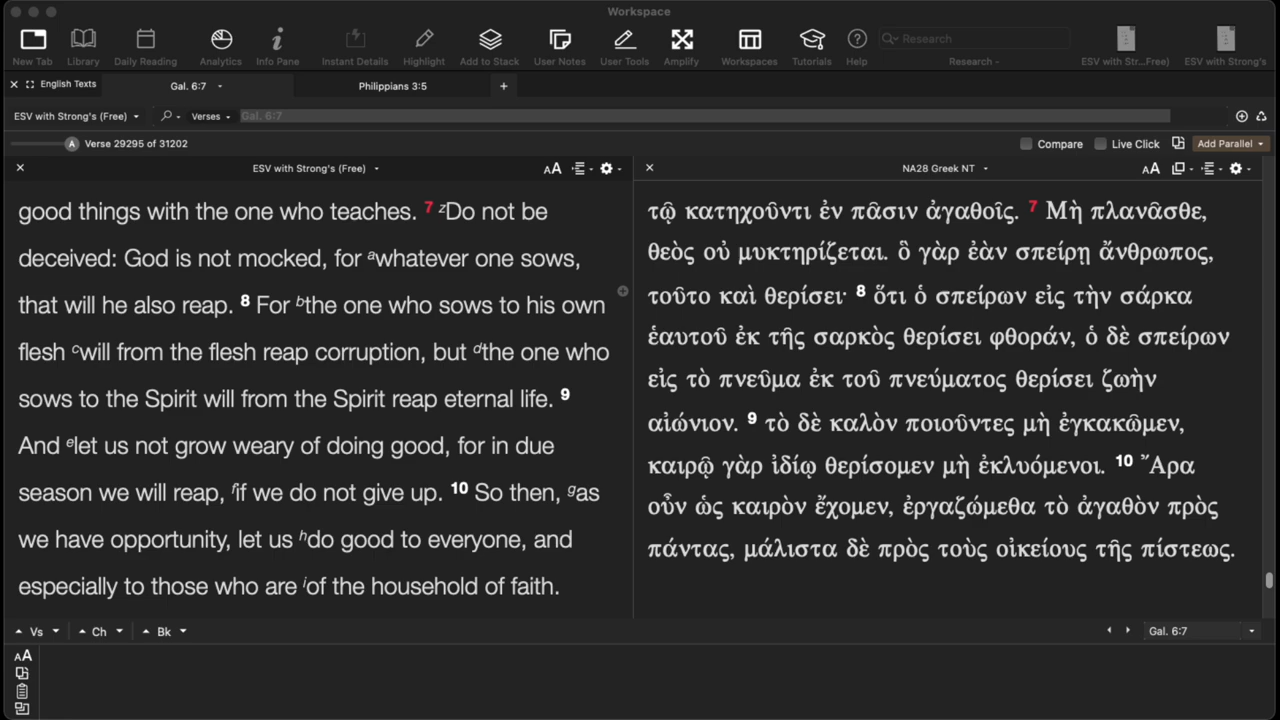 Workspace
New Tab
Library
Daily Reading
Analytics
Info Pane
Instant Details
Highlight
Add to Stack
User Notes
User Tools
Amplify
Workspaces
Tutorials
Help
Research
Research
ESV with Str...Free)
ESV with Strong's
English Texts
Gal. 6:7
Philippians 3:5
ESV with Strong's (Free)
Verses
Gal. 6:7
A Verse 29295 of 31202
Compare
Live Click
Add Parallel
ESV with Strong's (Free)
AA
good things with the one who teaches. 7 zDo not be
deceived: God is not mocked, for awhatever one sows,
that will he also reap. 8 For bthe one who sows to his own
flesh cwill from the flesh reap corruption, but dthe one who
sows to the Spirit will from the Spirit reap eternal life. 9
And elet us not grow weary of doing good, for in due
season we will reap, fif we do not give up. 10 So then, gas
we have opportunity, let us hdo good to everyone, and
especially to those who are iof the household of faith.
NA28 Greek NT
AA
τῷ κατηχοῦντι ἐν πᾶσιν ἀγαθοῖς. 7 Μὴ πλανᾶσθε,
θεὸς οὐ μυκτηρίζεται. ὃ γὰρ ἐὰν σπείρῃ ἄνθρωπος,
τοῦτο καὶ θερίσει· 8 ὅτι ὁ σπείρων εἰς τὴν σάρκα
ἑαυτοῦ ἐκ τῆς σαρκὸς θερίσει φθοράν, ὁ δὲ σπείρων
εἰς τὸ πνεῦμα ἐκ τοῦ πνεύματος θερίσει ζωὴν
αἰώνιον. 9 τὸ δὲ καλὸν ποιοῦντες μὴ ἐγκακῶμεν,
καιρῷ γὰρ ἰδίῳ θερίσομεν μὴ ἐκλυόμενοι. 10 Ἄρα
οὖν ὡς καιρὸν ἔχομεν, ἐργαζώμεθα τὸ ἀγαθὸν πρὸς
πάντας, μάλιστα δὲ πρὸς τοὺς οἰκείους τῆς πίστεως.
Vs
Ch
Bk
Gal. 6:7
AA